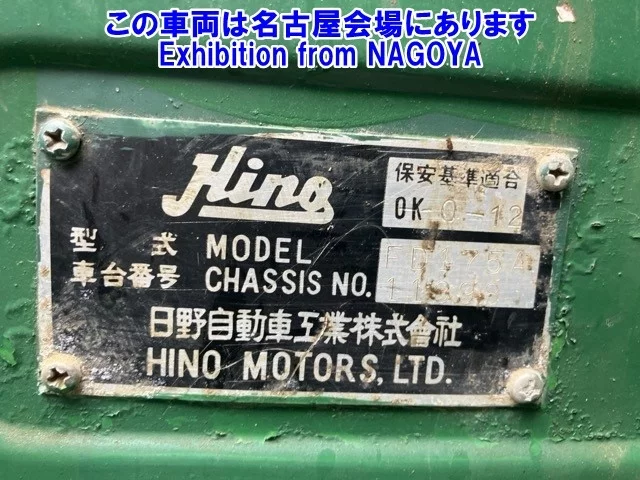 この車両は名古屋会場にあります
Exhibition from NAGOYA
Hino
保安基準適合
OK-0-12
型式 MODEL
車台番号 CHASSIS NO.
日野自動車工業株式會社
HINO MOTORS, LTD.